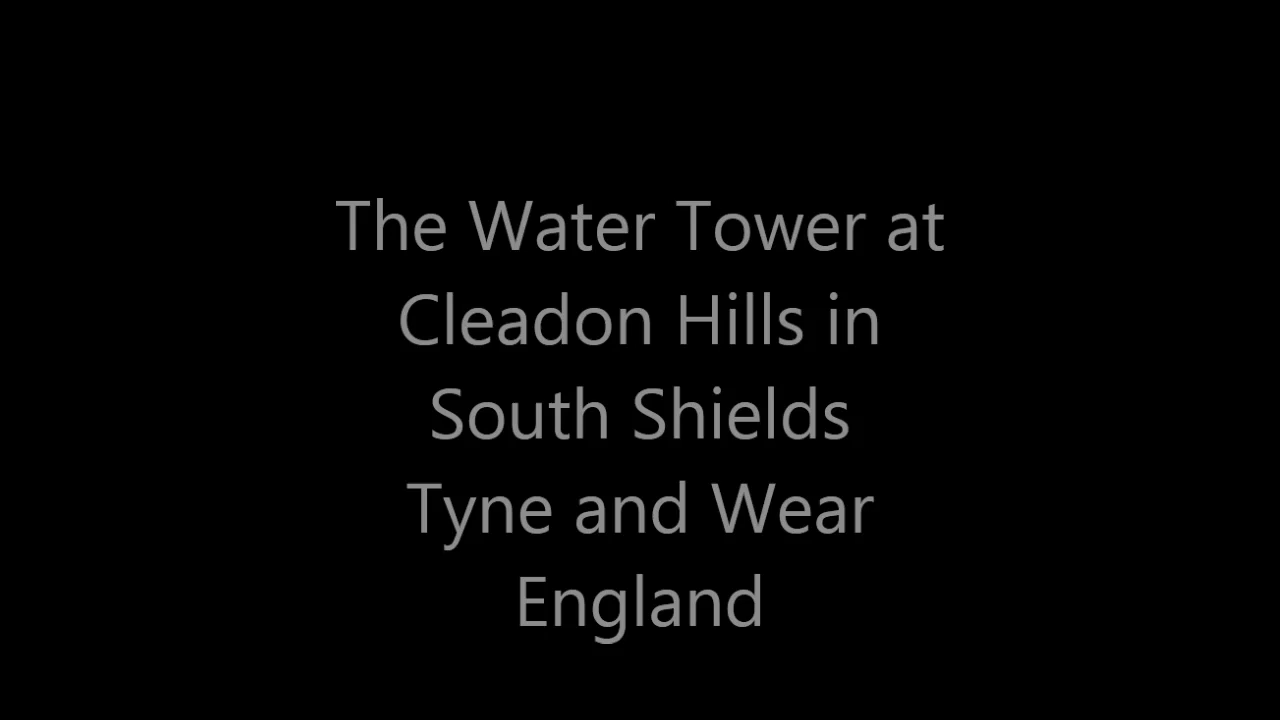 The Water Tower at
Cleadon Hills in
South Shields
Tyne and Wear
England